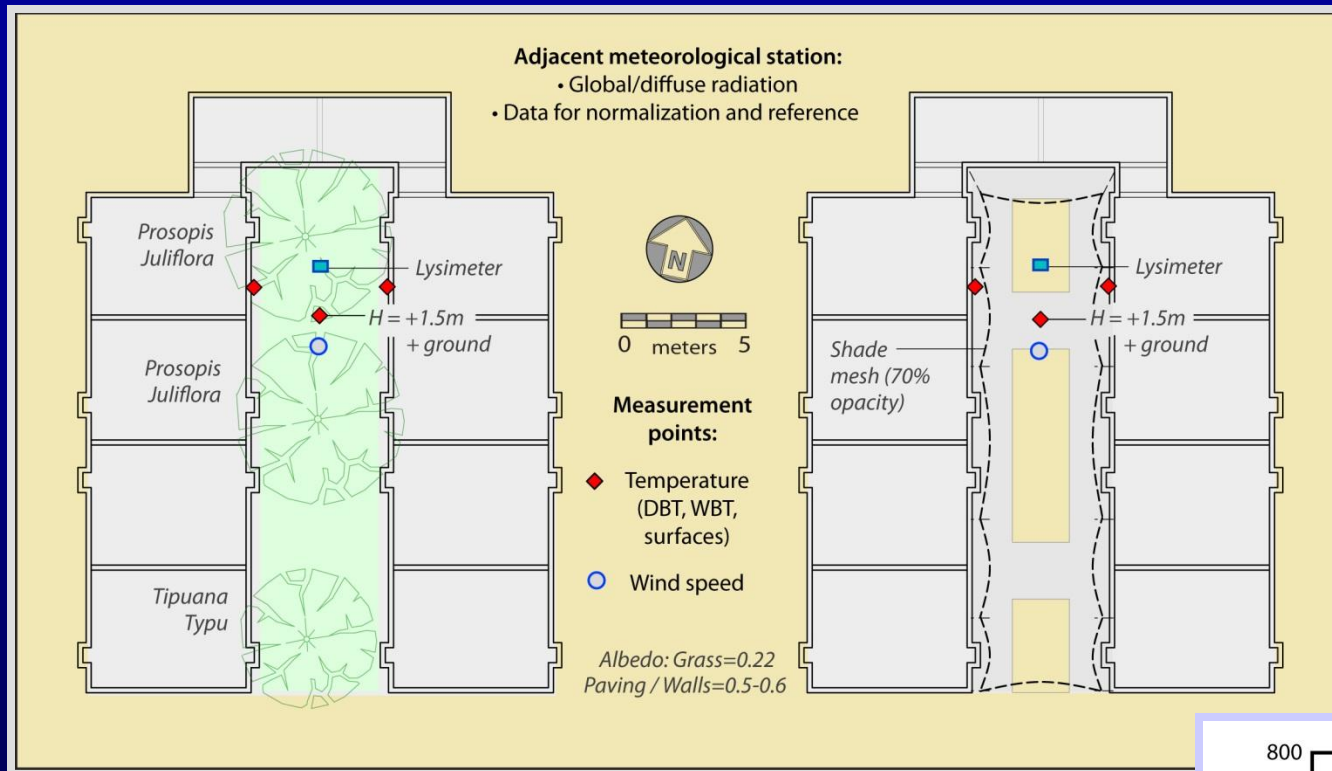 Adjacent meteorological station:
• Global/diffuse radiation
• Data for normalization and reference
Prosopis
Juliflora
Lysimeter
H = +1.5m
+ ground
Prosopis
Juliflora
Tipuana
Typu
N
0 meters 5
Measurement
points:
Temperature
(DBT, WBT,
surfaces)
Wind speed
Albedo: Grass=0.22
Paving / Walls=0.5-0.6
Lysimeter
H = +1.5m
+ ground
Shade
mesh (70%
opacity)
800